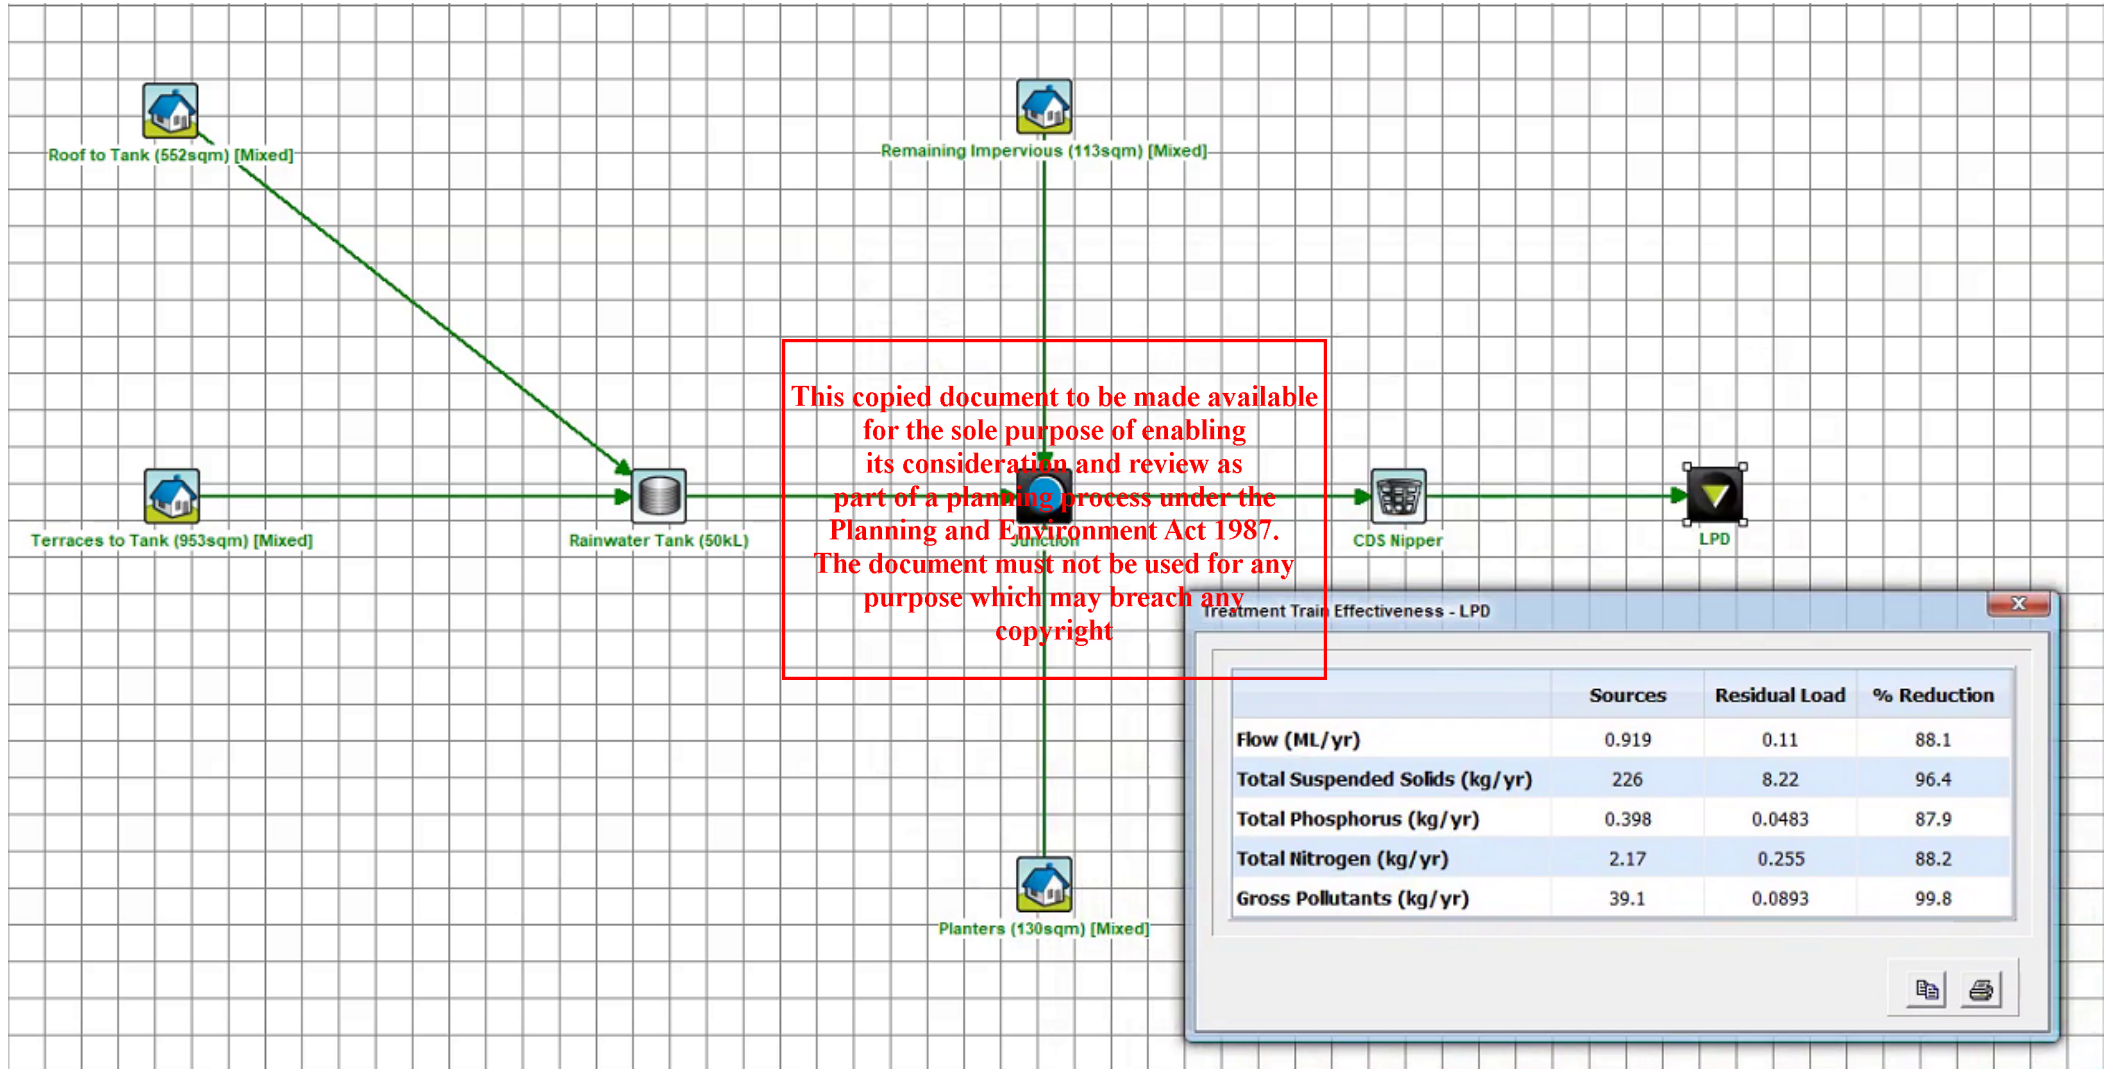 Roof to Tank (552sqm) [Mixed]
Remaining Impervious (113sqm) [Mixed]
Terraces to Tank (953sqm) [Mixed]
Rainwater Tank (50kL)
Junction
CDS Nipper
LPD
This copied document to be made available
for the sole purpose of enabling
its consideration and review as
part of a planning process under the
Planning and Environment Act 1987.
The document must not be used for any
purpose which may breach any
copyright
Planters (130sqm) [Mixed]
Treatment Train Effectiveness - LPD
Sources Residual Load % Reduction
Flow (ML/yr) 0.919 0.11 88.1
Total Suspended Solids (kg/yr) 226 8.22 96.4
Total Phosphorus (kg/yr) 0.398 0.0483 87.9
Total Nitrogen (kg/yr) 2.17 0.255 88.2
Gross Pollutants (kg/yr) 39.1 0.0893 99.8